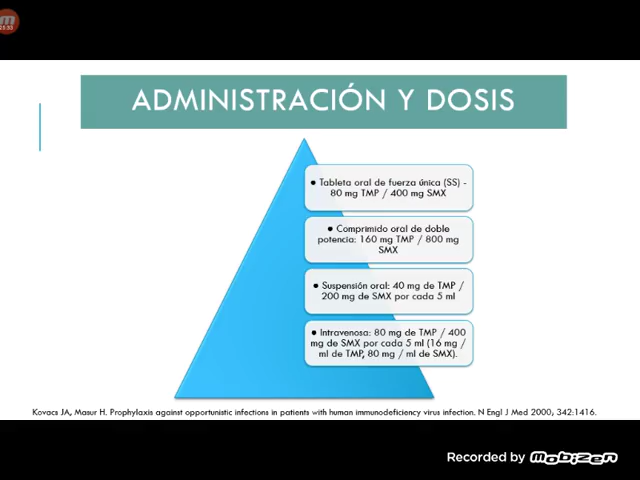 25:33
ADMINISTRACIÓN Y DOSIS
● Tableta oral de fuerza única (SS) -
80 mg TMP / 400 mg SMX
● Comprimido oral de doble
potencia: 160 mg TMP / 800 mg
SMX
● Suspensión oral: 40 mg de TMP /
200 mg de SMX por cada 5 ml
● Intravenosa: 80 mg de TMP / 400
mg de SMX por cada 5 ml (16 mg /
ml de TMP, 80 mg / ml de SMX).
Kovacs JA, Masur H. Prophylaxis against opportunistic infections in patients with human immunodeficiency virus infection. N Engl J Med 2000; 342:1416.
Recorded by mobizen